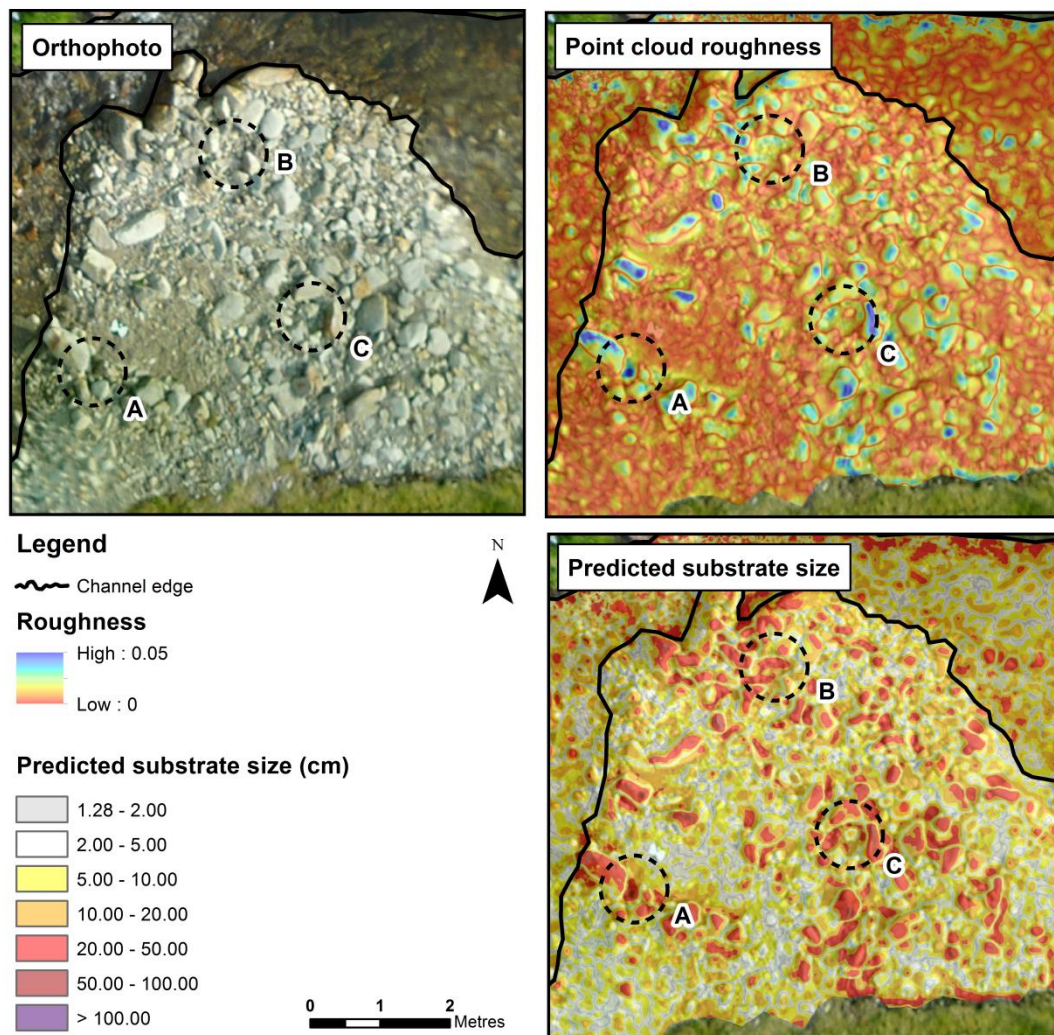 Orthophoto
B
C
A
Point cloud roughness
B
C
A
Legend
Channel edge
N
Roughness
High : 0.05
Low : 0
Predicted substrate size (cm)
1.28 - 2.00
2.00 - 5.00
5.00 - 10.00
10.00 - 20.00
20.00 - 50.00
50.00 - 100.00
> 100.00
0 1 2
Metres
Predicted substrate size
B
C
A